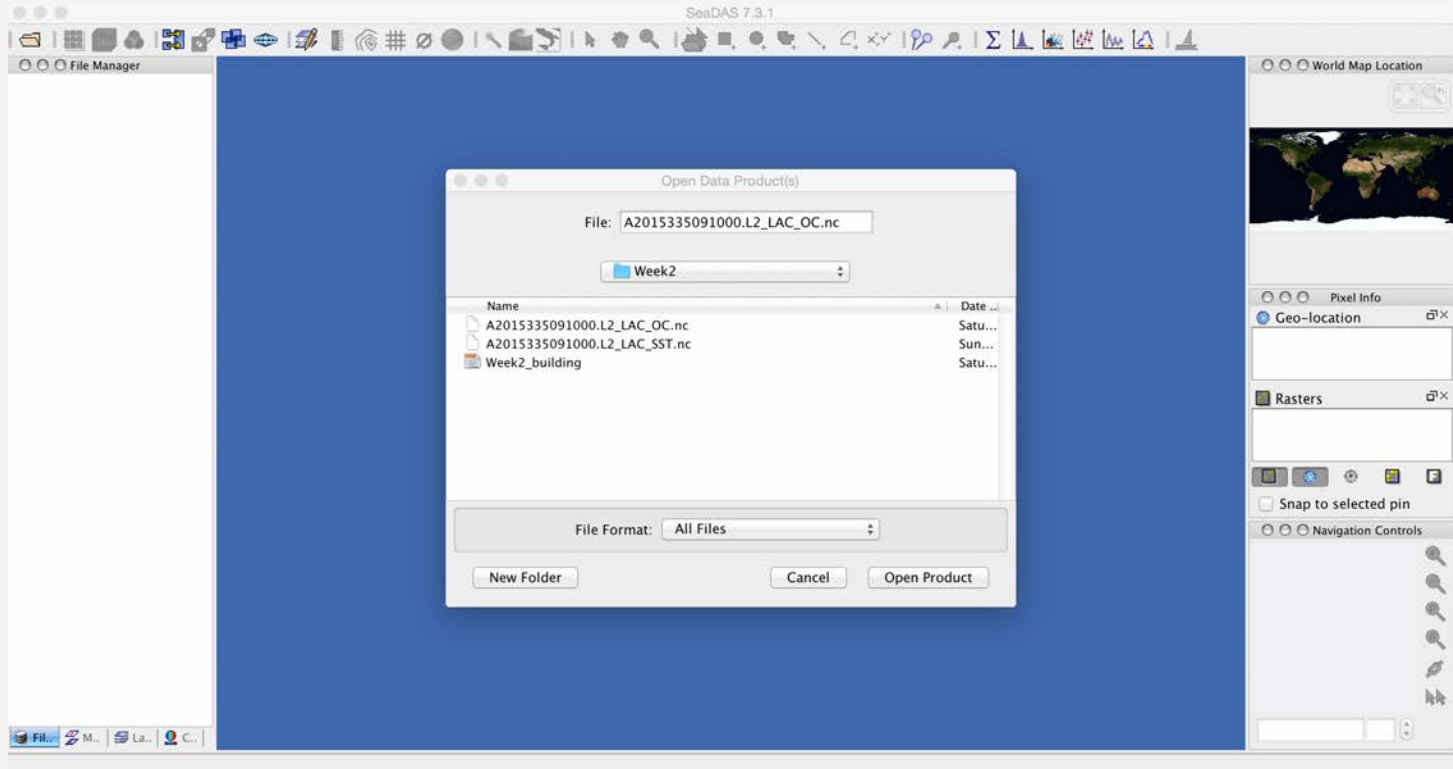 SeaDAS 7.3.1
File Manager
World Map Location
Open Data Product(s)
File: A2015335091000.L2_LAC_OC.nc
Week2
Name Date ..
A2015335091000.L2_LAC_OC.nc Satu...
A2015335091000.L2_LAC_SST.nc Sun...
Week2_building Satu...
File Format: All Files
New Folder Cancel Open Product
Pixel Info
Geo-location
Rasters
Snap to selected pin
Navigation Controls
Fil.. M.. La.. C..